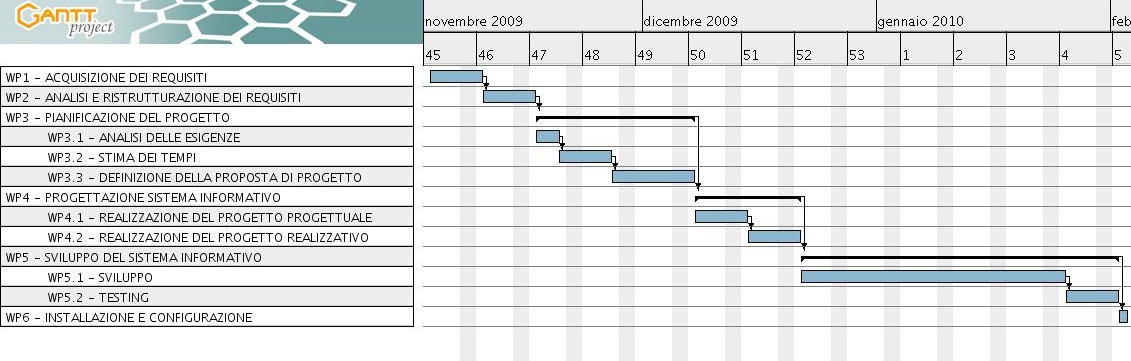 GANTT
project
novembre 2009 dicembre 2009 gennaio 2010 feb
45 46 47 48 49 50 51 52 53 1 2 3 4 5
WP1 - ACQUISIZIONE DEI REQUISITI
WP2 - ANALISI E RISTRUTTURAZIONE DEI REQUISITI
WP3 - PIANIFICAZIONE DEL PROGETTO
WP3.1 - ANALISI DELLE ESIGENZE
WP3.2 - STIMA DEI TEMPI
WP3.3 - DEFINIZIONE DELLA PROPOSTA DI PROGETTO
WP4 - PROGETTAZIONE SISTEMA INFORMATIVO
WP4.1 - REALIZZAZIONE DEL PROGETTO PROGETTUALE
WP4.2 - REALIZZAZIONE DEL PROGETTO REALIZZATIVO
WP5 - SVILUPPO DEL SISTEMA INFORMATIVO
WP5.1 - SVILUPPO
WP5.2 - TESTING
WP6 - INSTALLAZIONE E CONFIGURAZIONE